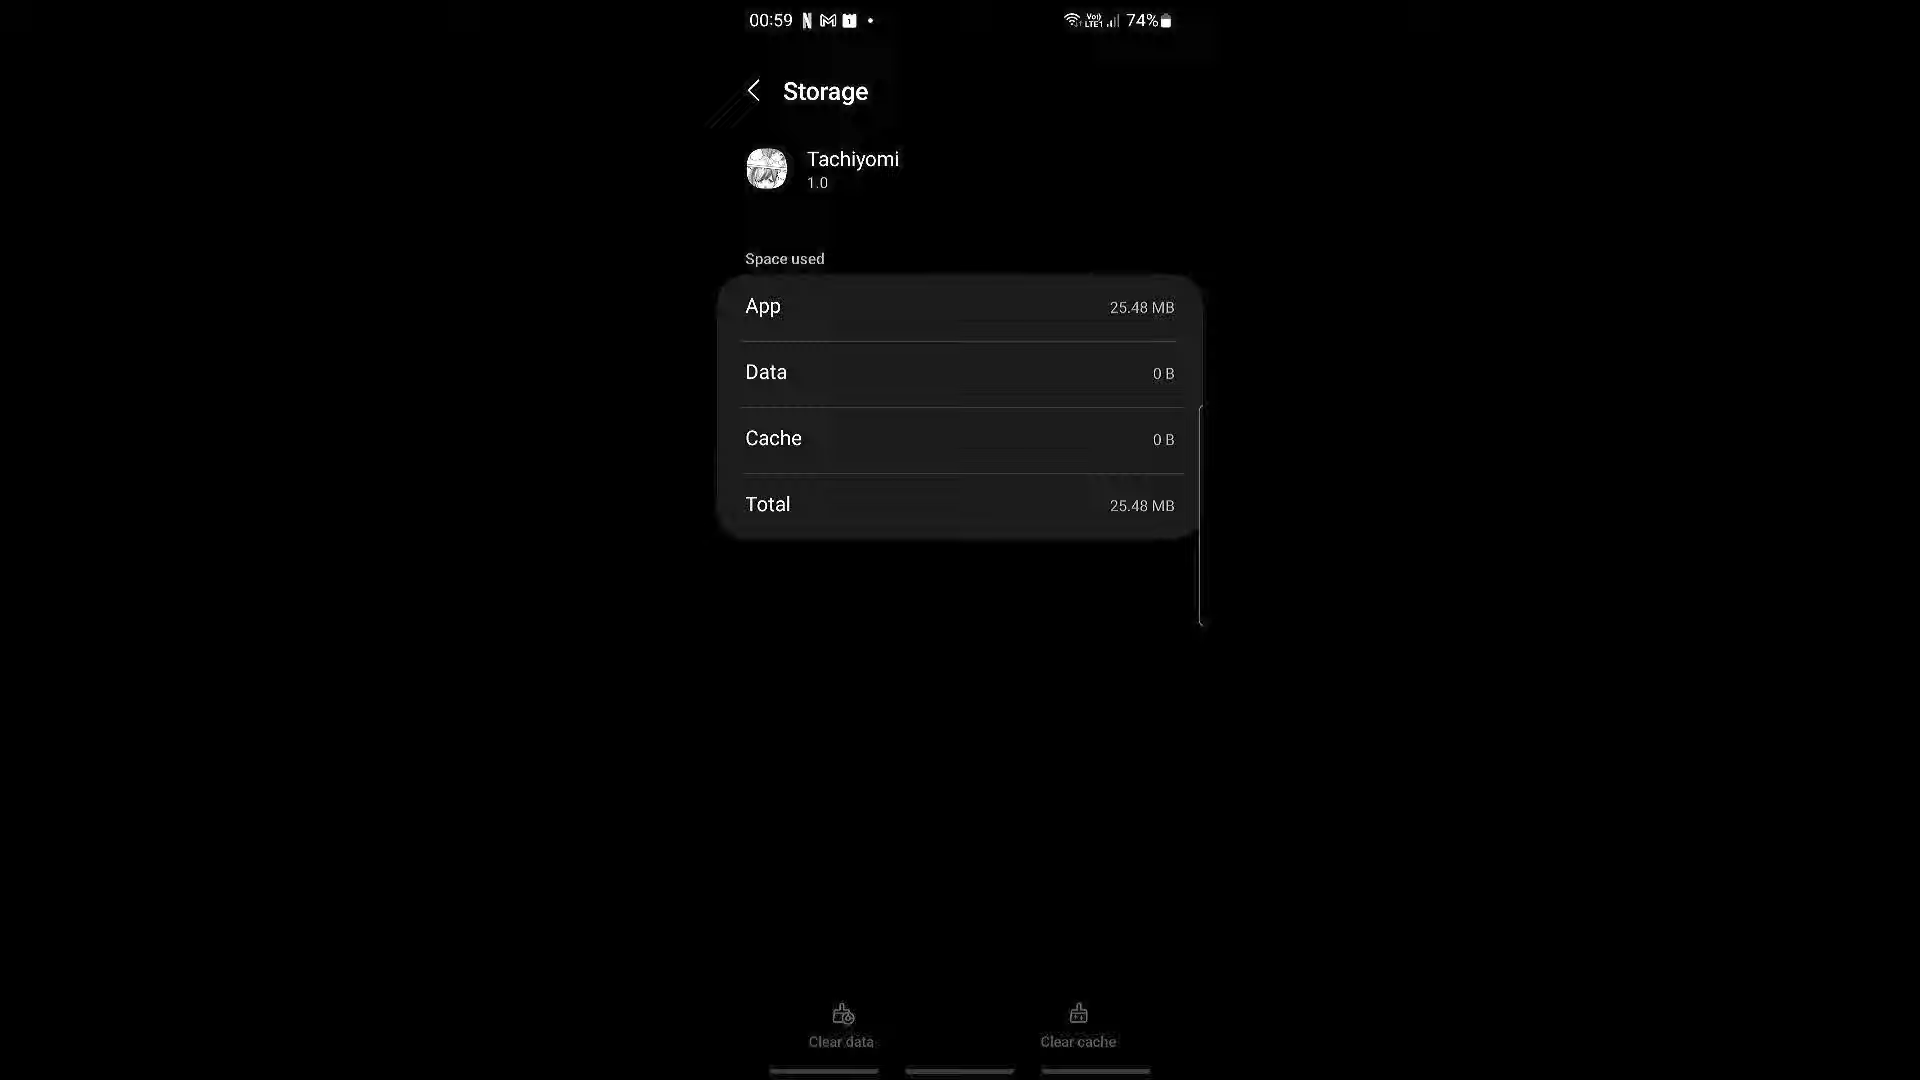 00:59 74%
Storage
Tachiyomi
1.0
Space used
App 25.48 MB
Data 0 B
Cache 0 B
Total 25.48 MB
Clear data Clear cache